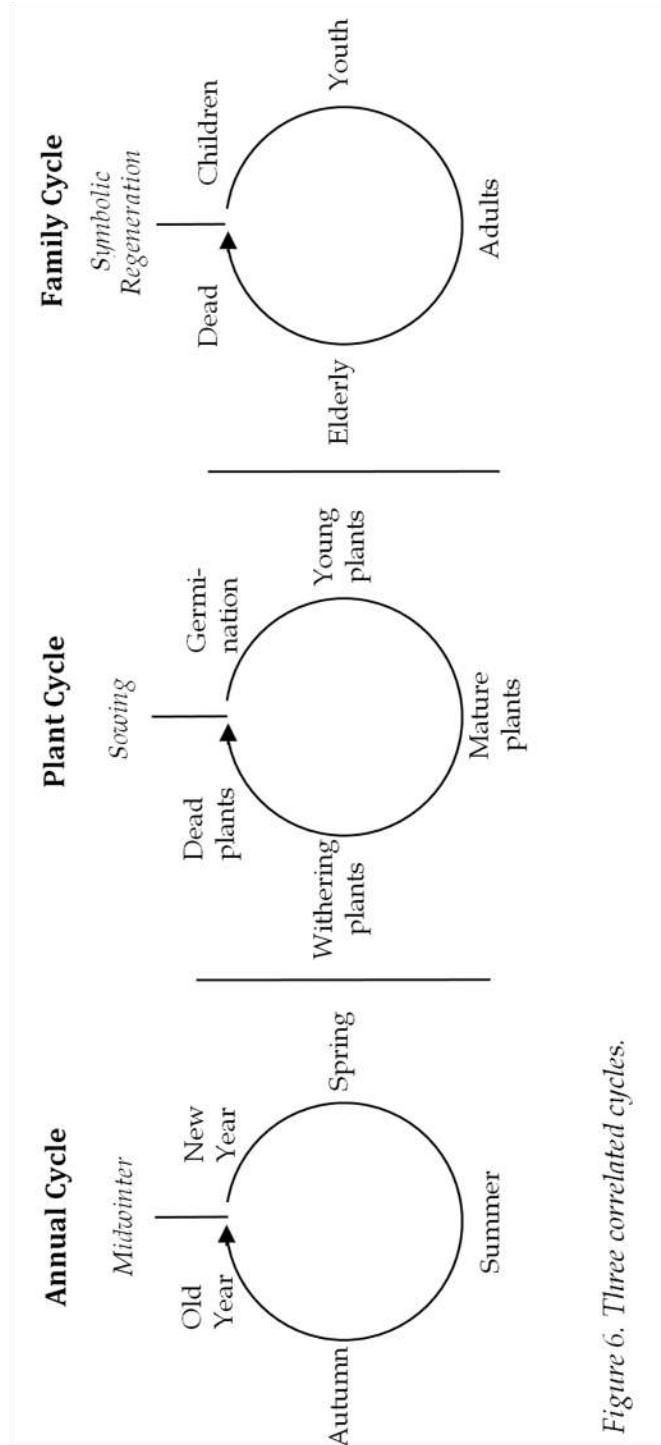 Annual Cycle
Midwinter
Old
Year
New
Year
Autumn
Spring
Summer
Plant Cycle
Sowing
Dead
plants
Germi-
nation
Withering
plants
Young
plants
Mature
plants
Family Cycle
Symbolic
Regeneration
Dead
Children
Elderly
Youth
Adults
Figure 6. Three correlated cycles.